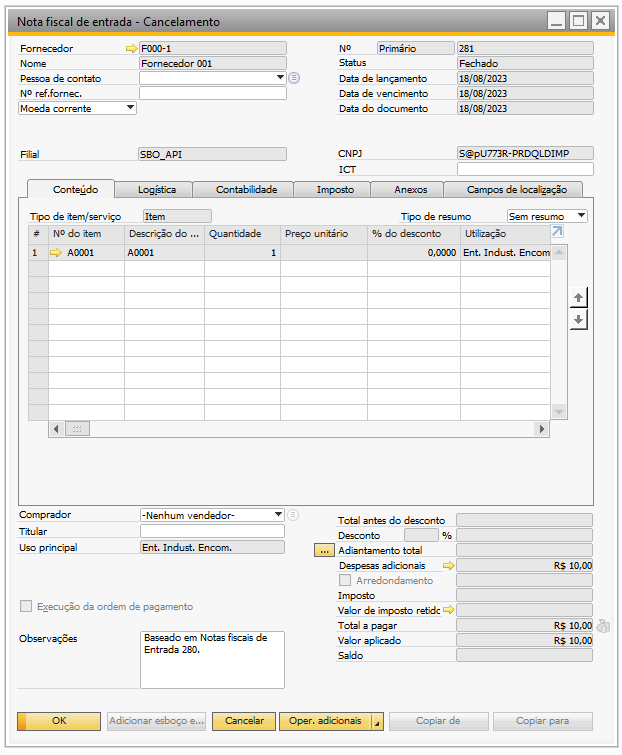 Nota fiscal de entrada - Cancelamento
Fornecedor F000-1 Nº Primário 281
Nome Fornecedor 001 Status Fechado
Pessoa de contato Data de lançamento 18/08/2023
Nº ref.fornec. Data de vencimento 18/08/2023
Moeda corrente Data do documento 18/08/2023
Filial SBO_API CNPJ S@pU773R-PRDQLDIMP
ICT
Conteúdo Logística Contabilidade Imposto Anexos Campos de localização
Tipo de item/serviço Item Tipo de resumo Sem resumo
# Nº do item Descrição do ... Quantidade Preço unitário % do desconto Utilização
1 A0001 A0001 1 0,0000 Ent. Indust. Encom
Comprador -Nenhum vendedor- Total antes do desconto
Titular Desconto %
Uso principal Ent. Indust. Encom. ... Adiantamento total
Despesas adicionais R$ 10,00
Arredondamento
Imposto
Execução da ordem de pagamento Valor de imposto retido
Total a pagar R$ 10,00
Observações Baseado em Notas fiscais de Valor aplicado R$ 10,00
Entrada 280. Saldo
OK Adicionar esboço e... Cancelar Oper. adicionais Copiar de Copiar para